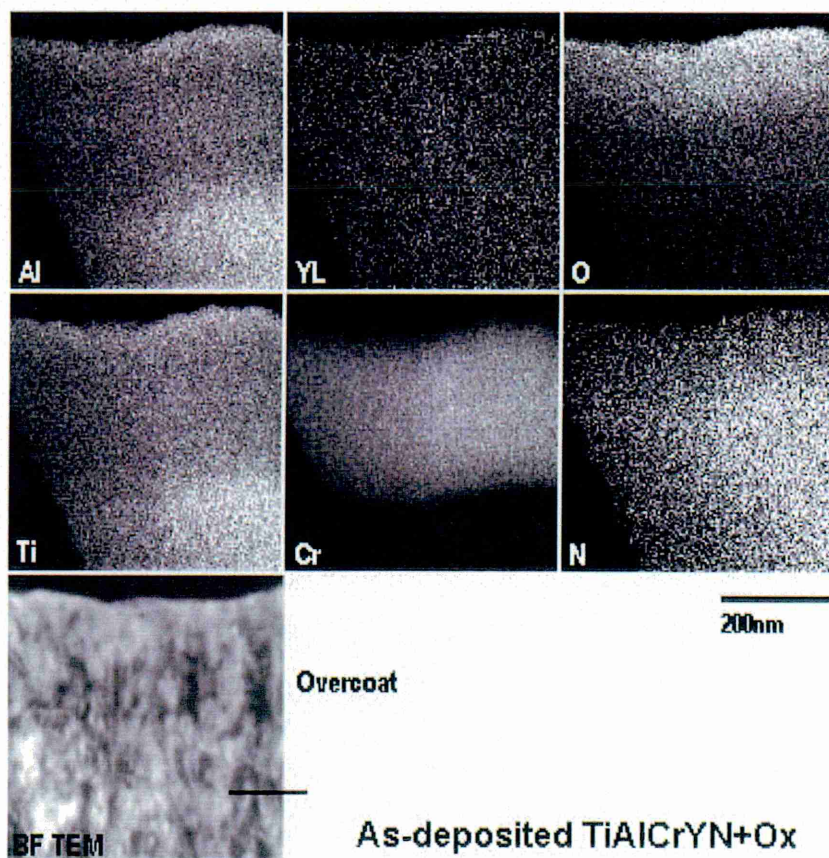 Al
YL
O
Ti
Cr
N
200nm
Overcoat
BF TEM
As-deposited TiAlCrYN+Ox